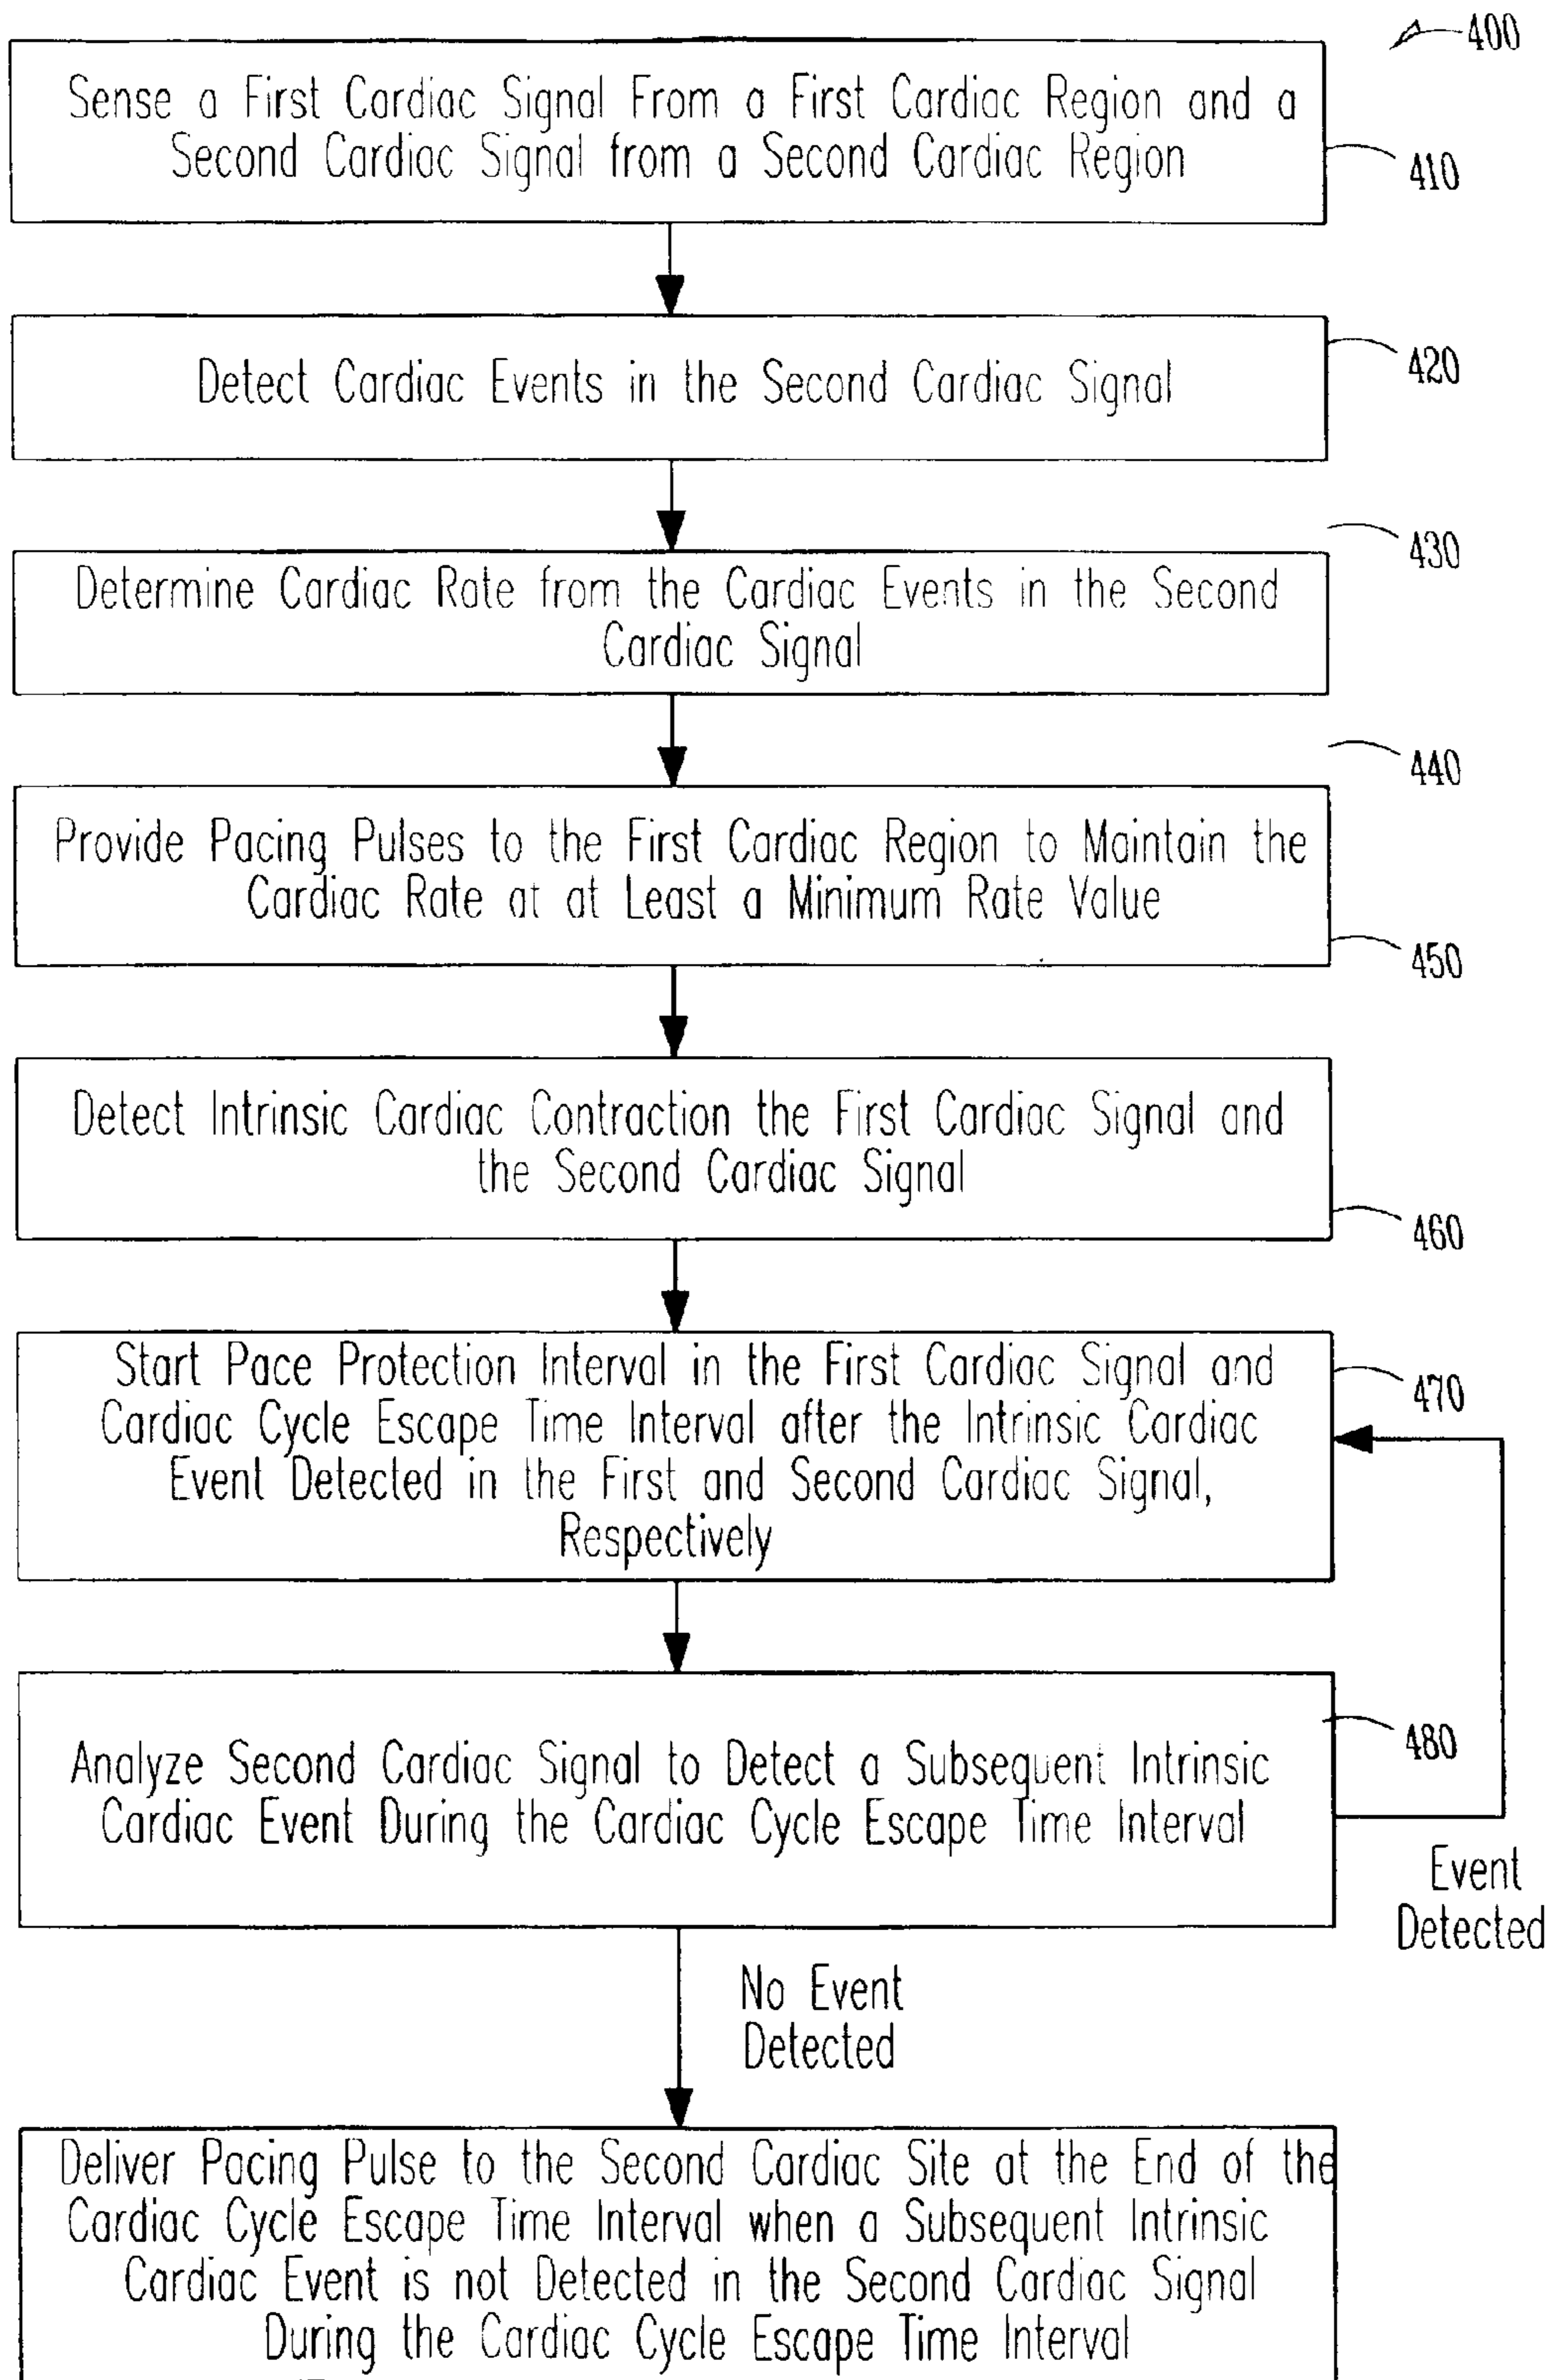 400
Sense a First Cardiac Signal From a First Cardiac Region and a
Second Cardiac Signal from a Second Cardiac Region
410
Detect Cardiac Events in the Second Cardiac Signal
420
430
Determine Cardiac Rate from the Cardiac Events in the Second
Cardiac Signal
440
Provide Pacing Pulses to the First Cardiac Region to Maintain the
Cardiac Rate at at Least a Minimum Rate Value
450
Detect Intrinsic Cardiac Contraction the First Cardiac Signal and
the Second Cardiac Signal
460
Start Pace Protection Interval in the First Cardiac Signal and
Cardiac Cycle Escape Time Interval after the Intrinsic Cardiac
Event Detected in the First and Second Cardiac Signal,
Respectively
470
Analyze Second Cardiac Signal to Detect a Subsequent Intrinsic
Cardiac Event During the Cardiac Cycle Escape Time Interval
480
Event
Detected
No Event
Detected
Deliver Pacing Pulse to the Second Cardiac Site at the End of the
Cardiac Cycle Escape Time Interval when a Subsequent Intrinsic
Cardiac Event is not Detected in the Second Cardiac Signal
During the Cardiac Cycle Escape Time Interval